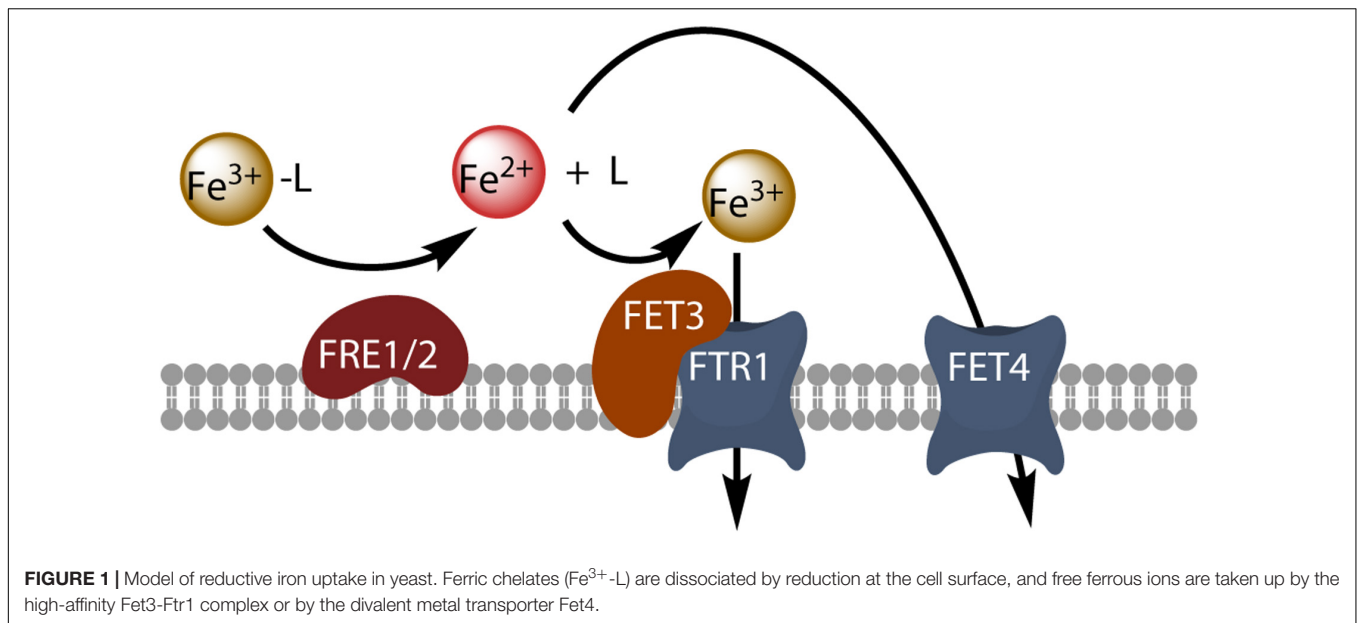 Fe³⁺ -L
Fe²⁺ + L
Fe³⁺
FRE1/2
FET3
FTR1
FET4
FIGURE 1 | Model of reductive iron uptake in yeast. Ferric chelates (Fe³⁺-L) are dissociated by reduction at the cell surface, and free ferrous ions are taken up by the
high-affinity Fet3-Ftr1 complex or by the divalent metal transporter Fet4.